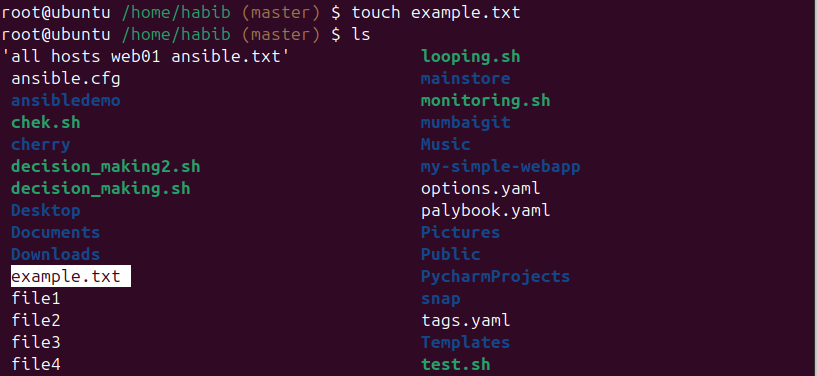 root@ubuntu /home/habib (master) $ touch example.txt
root@ubuntu /home/habib (master) $ ls
'all hosts web01 ansible.txt' looping.sh
ansible.cfg mainstore
ansibledemo monitoring.sh
chek.sh mumbaigit
cherry Music
decision_making2.sh my-simple-webapp
decision_making.sh options.yaml
Desktop palybook.yaml
Documents Pictures
Downloads Public
example.txt PycharmProjects
file1 snap
file2 tags.yaml
file3 Templates
file4 test.sh